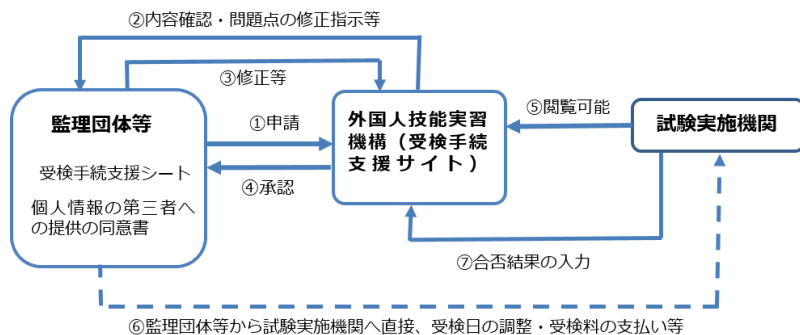 ②内容確認・問題点の修正指示等
③修正等
監理団体等
受検手続支援シート
個人情報の第三者へ
の提供の同意書
①申請
④承認
外国人技能実習
機構（受検手続
支援サイト）
⑤閲覧可能
試験実施機関
⑦合否結果の入力
⑥監理団体等から試験実施機関へ直接、受検日の調整・受検料の支払い等